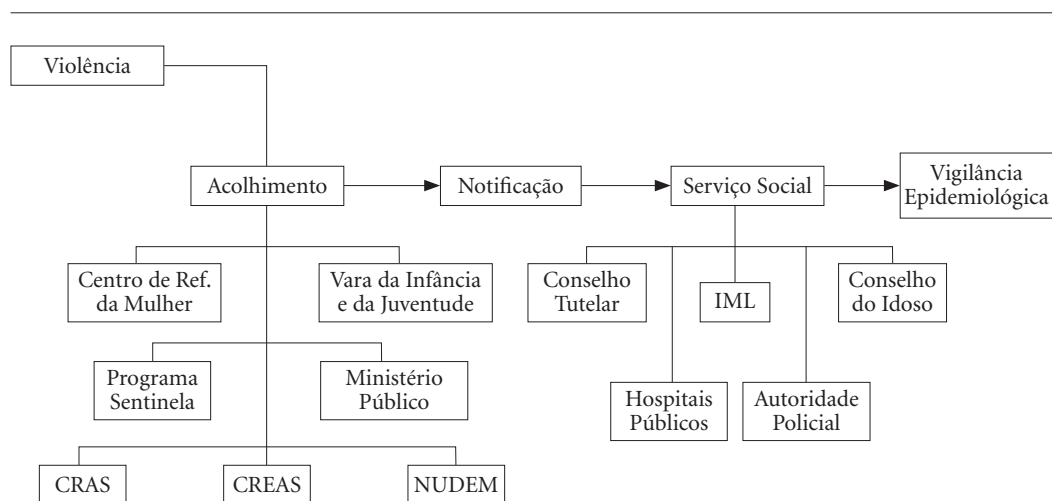 Violência
Acolhimento
Notificação
Serviço Social
Vigilância
Epidemiológica
Centro de Ref.
da Mulher
Vara da Infância
e da Juventude
Conselho
Tutelar
IML
Conselho
do Idoso
Programa
Sentinela
Ministério
Público
Hospitais
Públicos
Autoridade
Policial
CRAS
CREAS
NUDEM